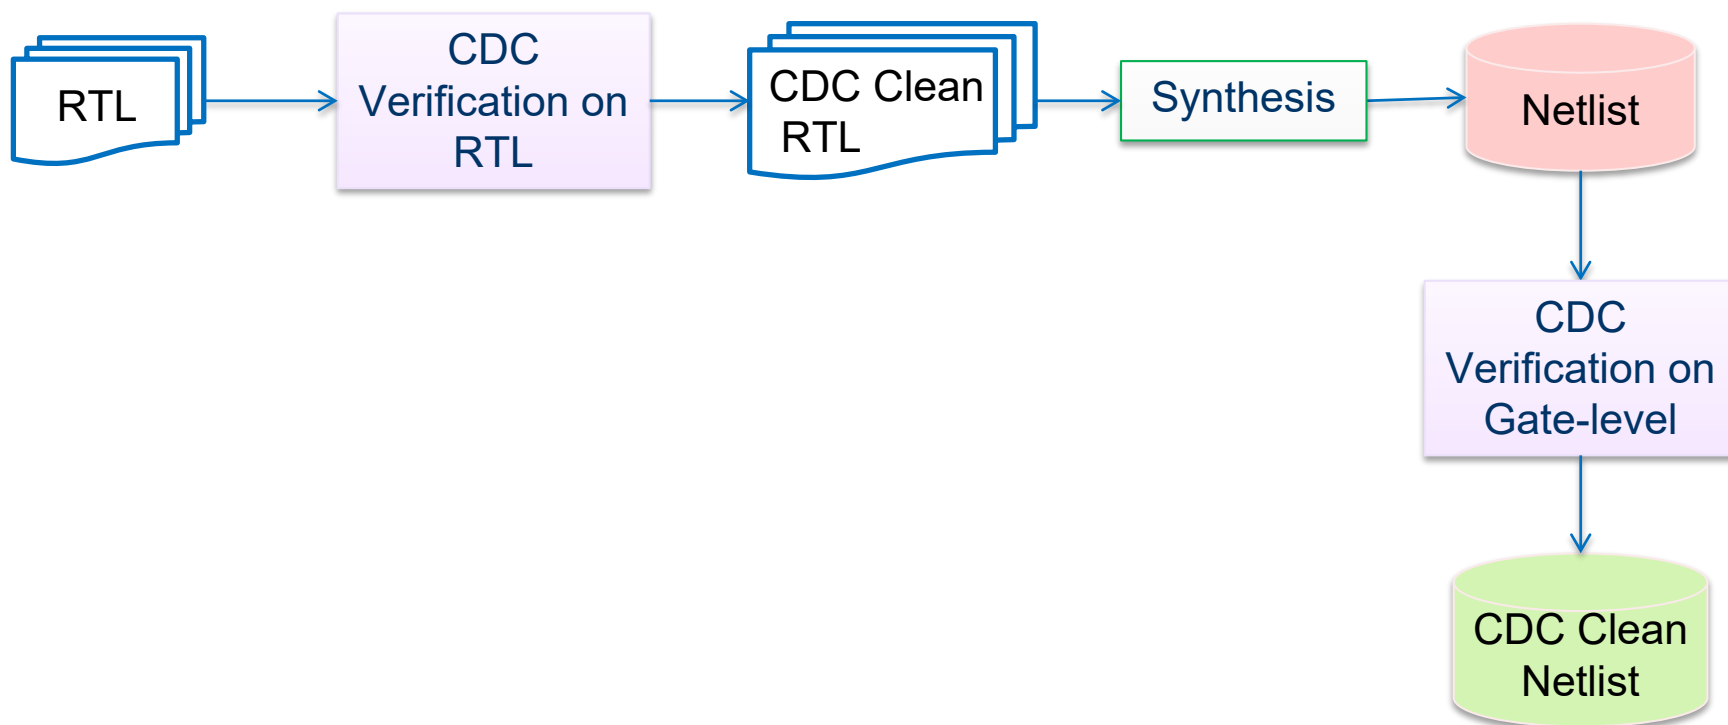 RTL
CDC
Verification on
RTL
CDC Clean
RTL
Synthesis
Netlist
CDC
Verification on
Gate-level
CDC Clean
Netlist